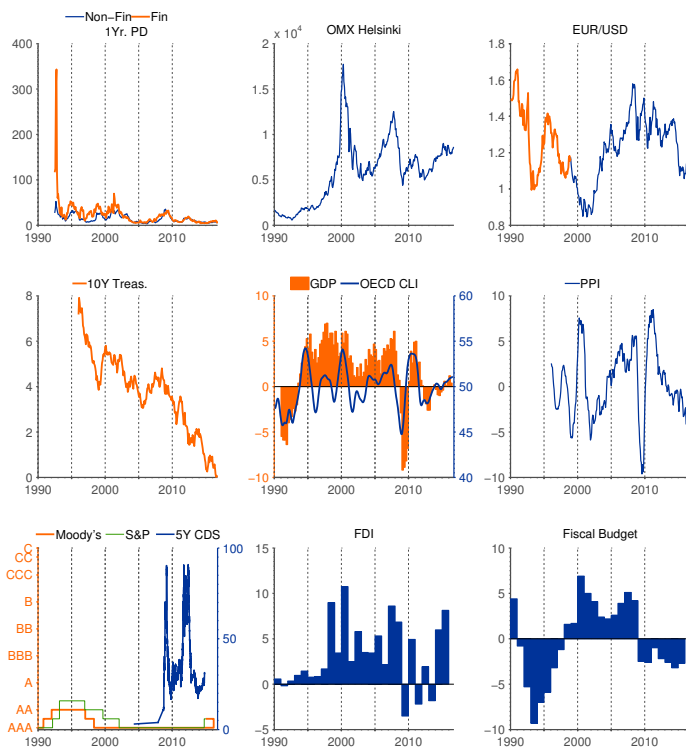 Non-Fin Fin
1Yr. PD
400
300
200
100
0
1990 2000 2010
x 10^4
OMX Helsinki
2
1.5
1
0.5
0
1990 2000 2010
EUR/USD
1.8
1.6
1.4
1.2
1
0.8
1990 2000 2010
10Y Treas.
8
6
4
2
0
1990 2000 2010
GDP OECD CLI
10 60
5
0 50
-5
-10 40
1990 2000 2010
PPI
10
5
0
-5
-10
1990 2000 2010
Moody's S&P 5Y CDS
C 100
CC
CCC
B
BB 50
BBB
A
AA
AAA 0
1990 2000 2010
FDI
15
10
5
0
-5
1990 2000 2010
Fiscal Budget
10
5
0
-5
-10
1990 2000 2010